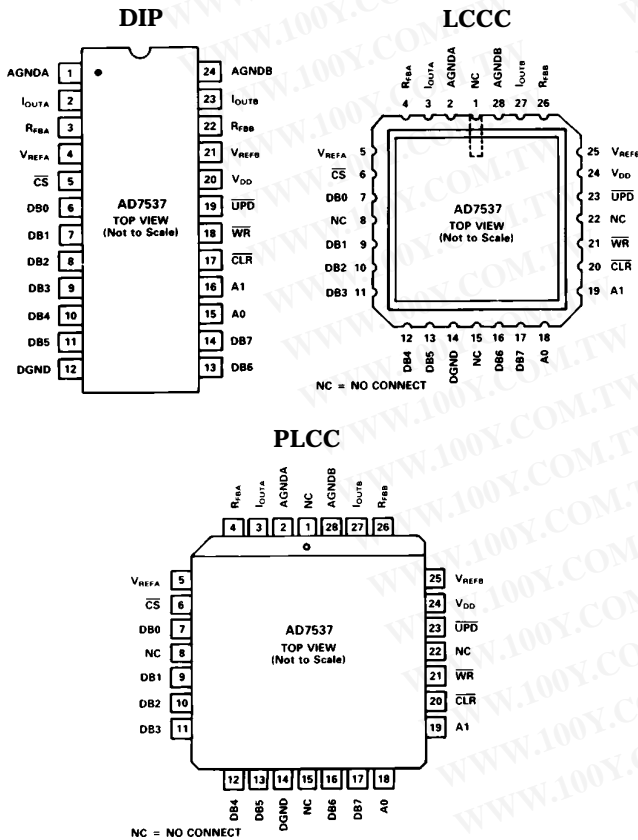 DIP
AGNDA 1
IOUTA 2
RFBA 3
VREFA 4
CS 5
DB0 6
DB1 7
DB2 8
DB3 9
DB4 10
DB5 11
DGND 12
AD7537
TOP VIEW
(Not to Scale)
24 AGNDB
23 IOUTB
22 RFBB
21 VREFB
20 VDD
19 UPD
18 WR
17 CLR
16 A1
15 A0
14 DB7
13 DB6
LCCC
RFBA IOUTA AGNDA NC AGNDB IOUTB RFBB
4 3 2 1 28 27 26
VREFA 5
CS 6
DB0 7
NC 8
DB1 9
DB2 10
DB3 11
AD7537
TOP VIEW
(Not to Scale)
25 VREFB
24 VDD
23 UPD
22 NC
21 WR
20 CLR
19 A1
12 13 14 15 16 17 18
DB4 DB5 DGND NC DB6 DB7 A0
NC = NO CONNECT
PLCC
RFBA IOUTA AGNDA NC AGNDB IOUTB RFBB
4 3 2 1 28 27 26
VREFA 5
CS 6
DB0 7
NC 8
DB1 9
DB2 10
DB3 11
AD7537
TOP VIEW
(Not to Scale)
25 VREFB
24 VDD
23 UPD
22 NC
21 WR
20 CLR
19 A1
12 13 14 15 16 17 18
DB4 DB5 DGND NC DB6 DB7 A0
NC = NO CONNECT
WWW.100Y.COM.TW